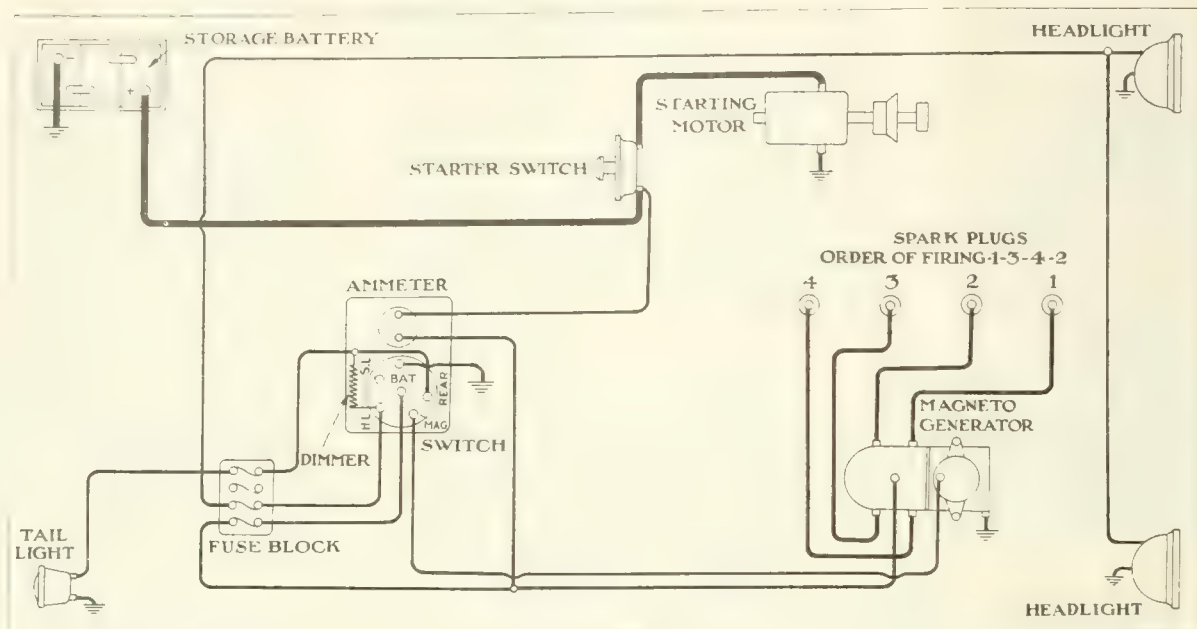 STORAGE BATTERY
HEADLIGHT
- +
STARTING
MOTOR
STARTER SWITCH
SPARK PLUGS
ORDER OF FIRING-1-3-4-2
4 3 2 1
AMMETER
S.L
BAT
REAR
H.L
MAG
SWITCH
DIMMER
MAGNETO
GENERATOR
TAIL
LIGHT
FUSE BLOCK
HEADLIGHT